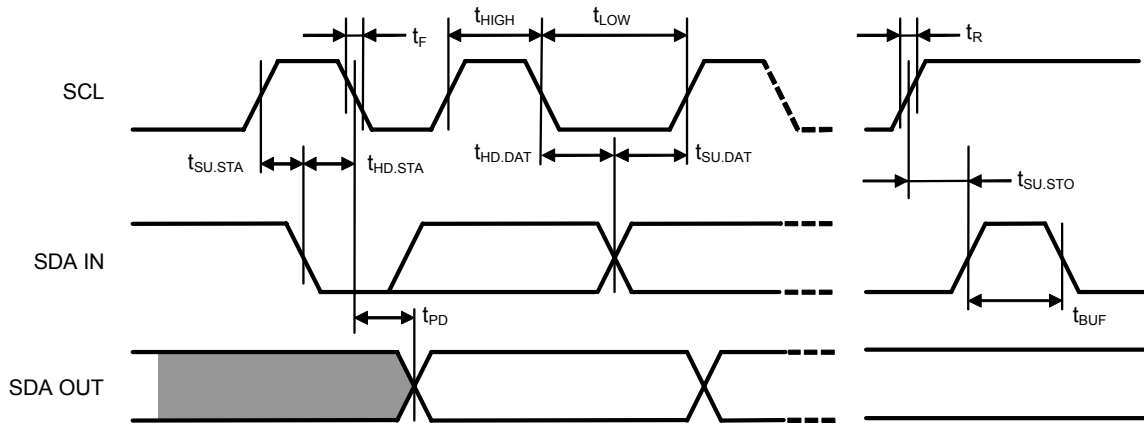 tHIGH tLOW
tF tR
SCL
tSU.STA tHD.STA tHD.DAT tSU.DAT
tSU.STO
SDA IN
tPD tBUF
SDA OUT